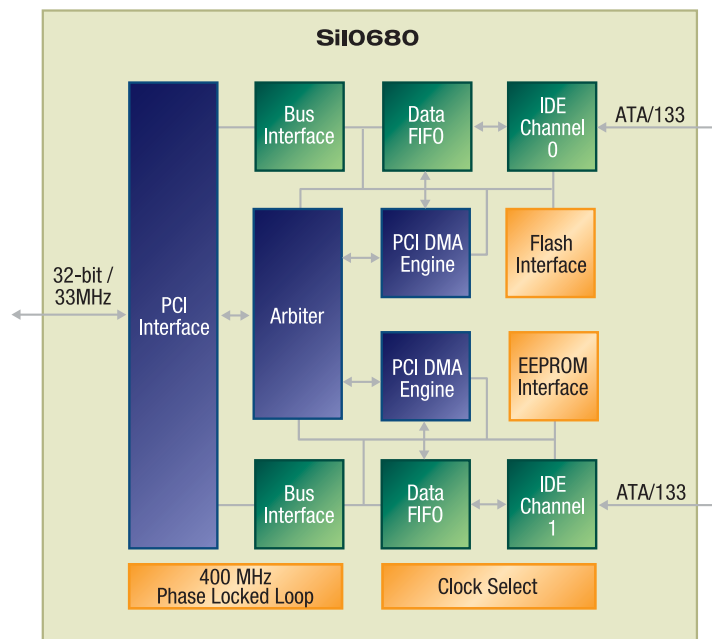 SiI0680
Bus
Interface
Data
FIFO
IDE
Channel
0
ATA/133
32-bit /
33MHz
PCI
Interface
Arbiter
PCI DMA
Engine
Flash
Interface
PCI DMA
Engine
EEPROM
Interface
Bus
Interface
Data
FIFO
IDE
Channel
1
ATA/133
400 MHz
Phase Locked Loop
Clock Select